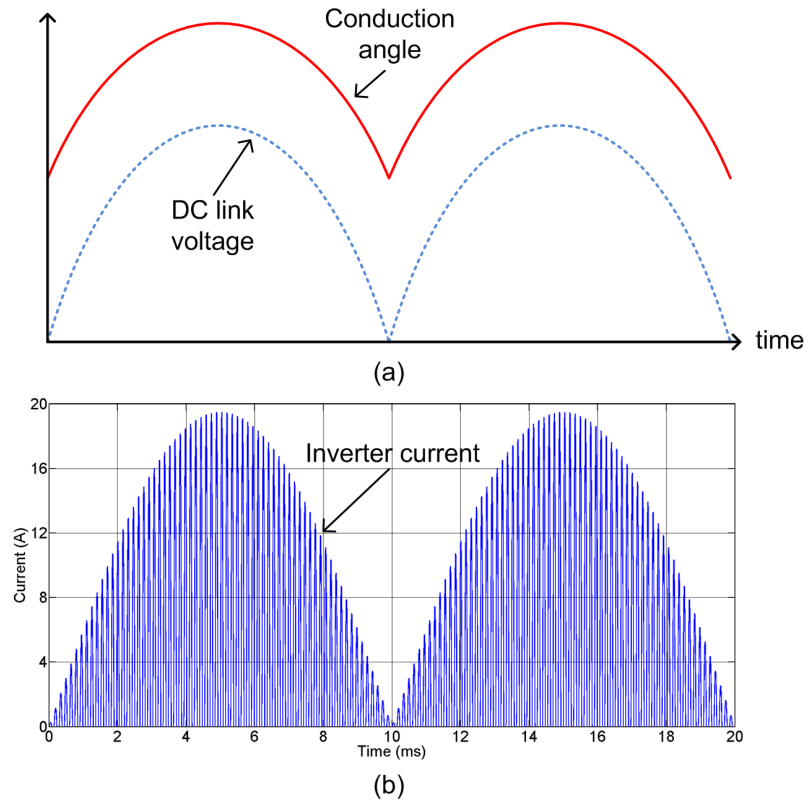 Conduction
angle
DC link
voltage
time
(a)
20
16
12
8
4
0
Current (A)
Inverter current
0 2 4 6 8 10 12 14 16 18 20
Time (ms)
(b)